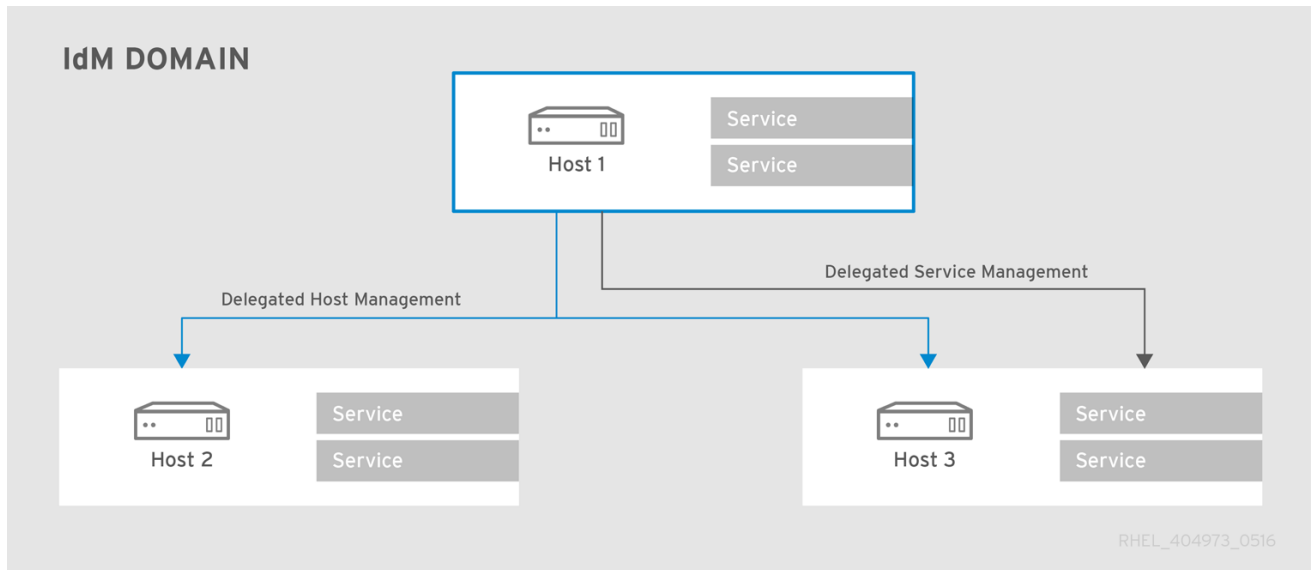 IdM DOMAIN
Host 1
Service
Service
Delegated Host Management
Delegated Service Management
Host 2
Service
Service
Host 3
Service
Service
RHEL_404973_0516